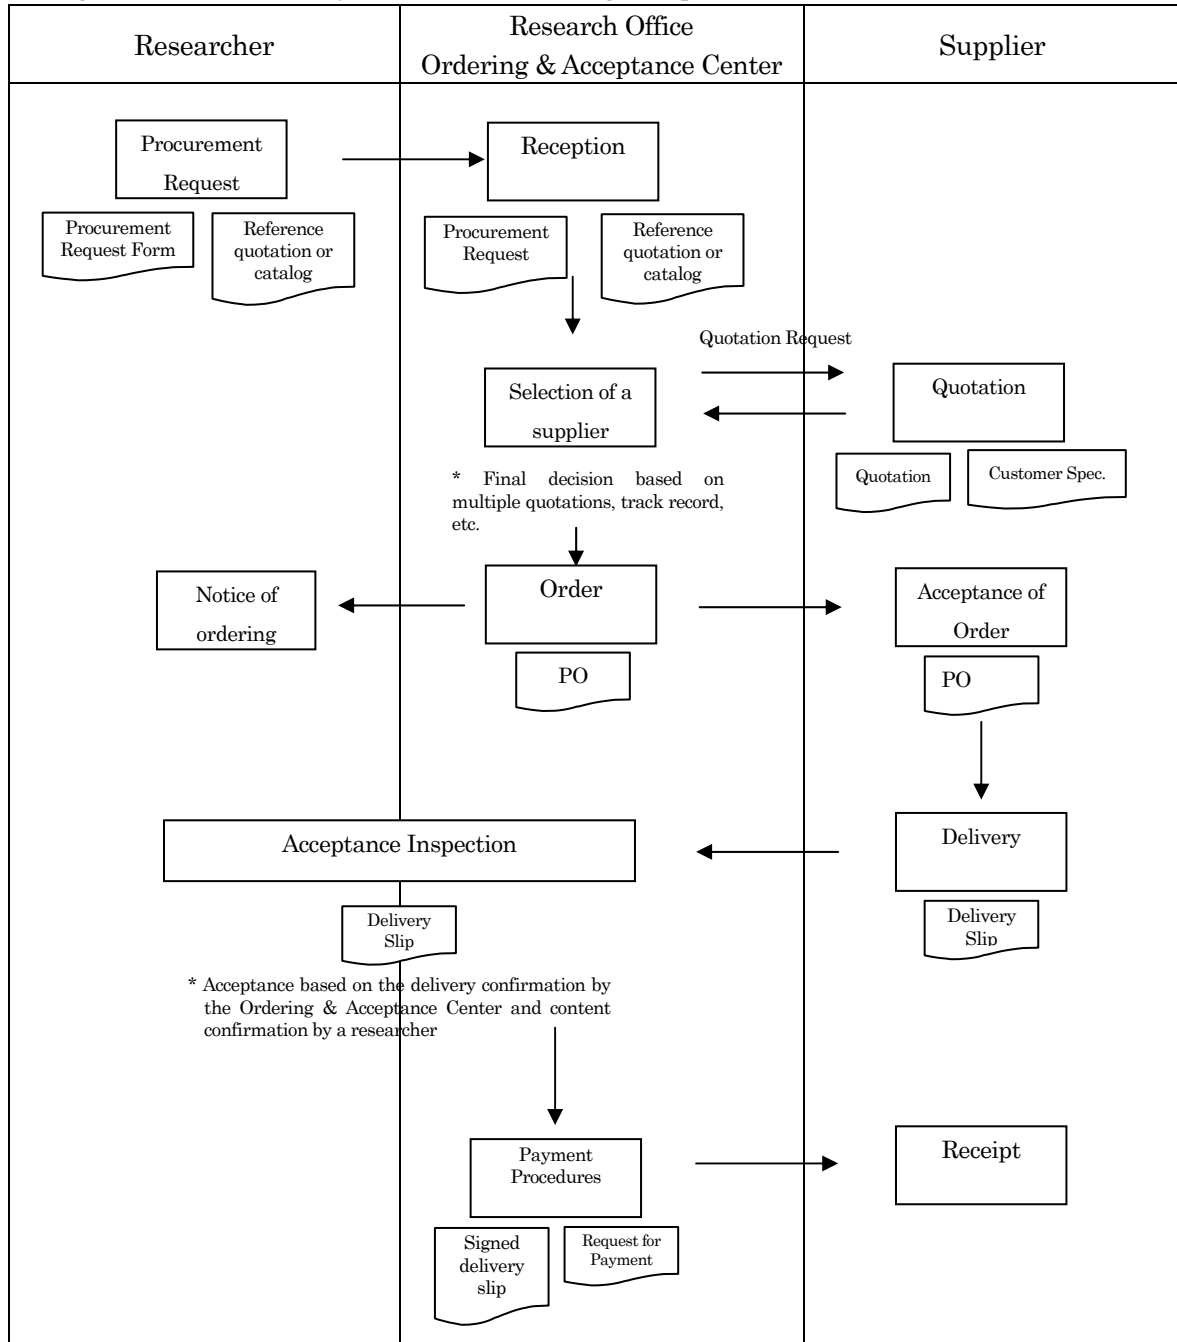 Researcher
Research Office
Ordering & Acceptance Center
Supplier
Procurement
Request
Reception
Procurement
Request Form
Reference
quotation or
catalog
Procurement
Request
Reference
quotation or
catalog
Quotation Request
Selection of a
supplier
Quotation
* Final decision based on
multiple quotations, track record,
etc.
Quotation
Customer Spec.
Notice of
ordering
Order
Acceptance of
Order
PO
PO
Acceptance Inspection
Delivery
Delivery
Slip
Delivery
Slip
* Acceptance based on the delivery confirmation by
the Ordering & Acceptance Center and content
confirmation by a researcher
Payment
Procedures
Receipt
Signed
delivery
slip
Request for
Payment